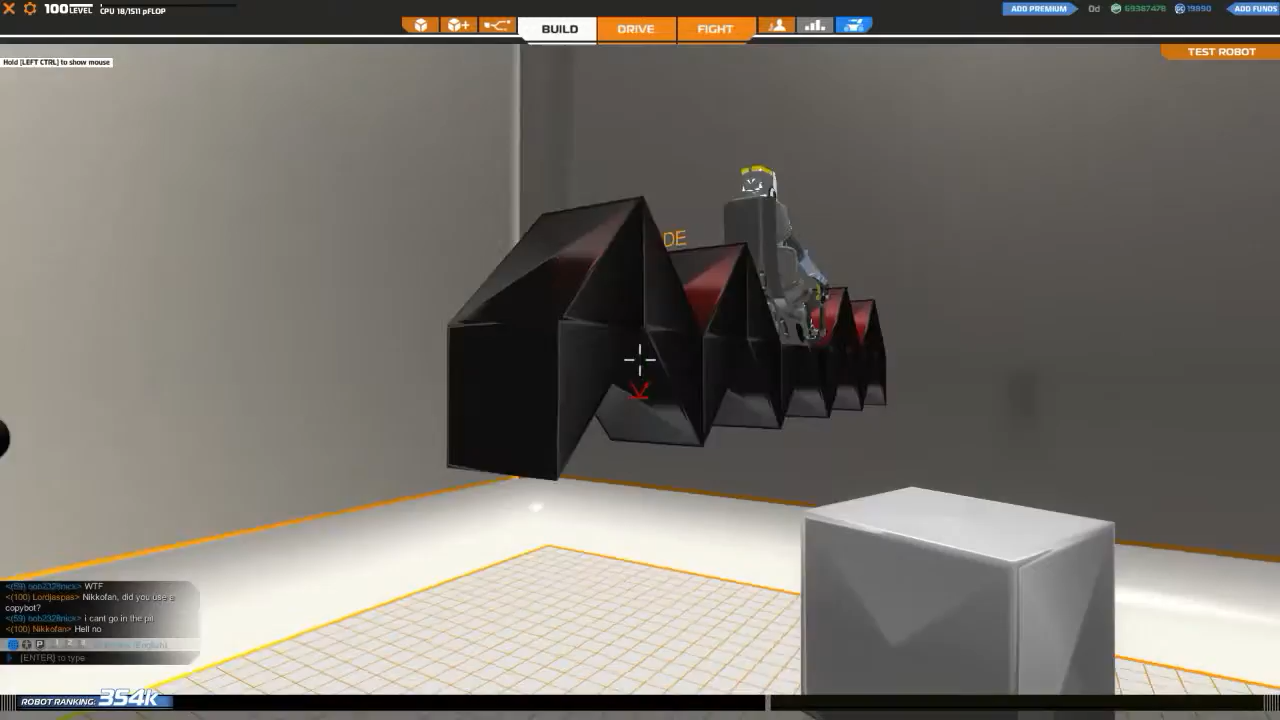 100 LEVEL CPU 18/1511 pFLOP
ADD PREMIUM 0d 69387478 19890 ADD FUNDS
BUILD DRIVE FIGHT
TEST ROBOT
Hold [LEFT CTRL] to show mouse
DE
<(59) bob2328nick> WTF
<(100) Lordjaspas> Nikkofan, did you use a
copybot?
<(59) bob2328nick> i cant go in the pit
<(100) Nikkofan> Hell no
[ENTER] to type
ROBOT RANKING: 354K